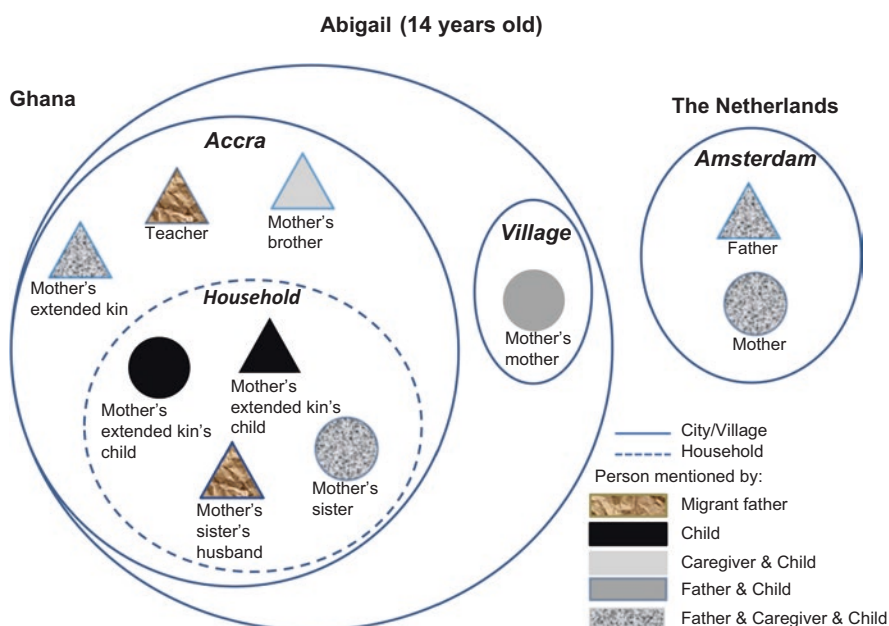 Abigail (14 years old)
Ghana
The Netherlands
Accra
Amsterdam
Teacher
Mother's
brother
Village
Father
Mother's
extended kin
Household
Mother's
mother
Mother
Mother's
extended kin's
child
Mother's
extended kin's
child
Mother's
sister's
husband
Mother's
sister
City/Village
Household
Person mentioned by:
Migrant father
Child
Caregiver & Child
Father & Child
Father & Caregiver & Child